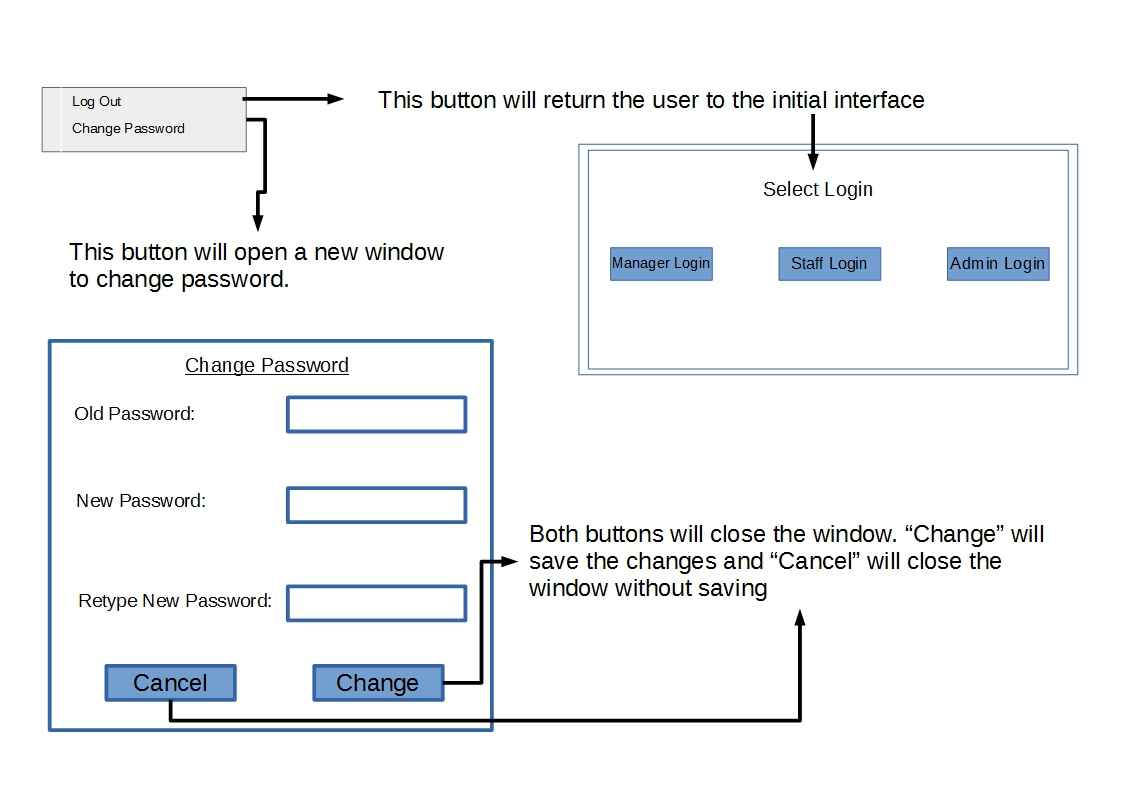 Log Out
Change Password
This button will return the user to the initial interface
Select Login
Manager Login
Staff Login
Admin Login
This button will open a new window
to change password.
Change Password
Old Password:
New Password:
Retype New Password:
Cancel
Change
Both buttons will close the window. “Change” will
save the changes and “Cancel” will close the
window without saving